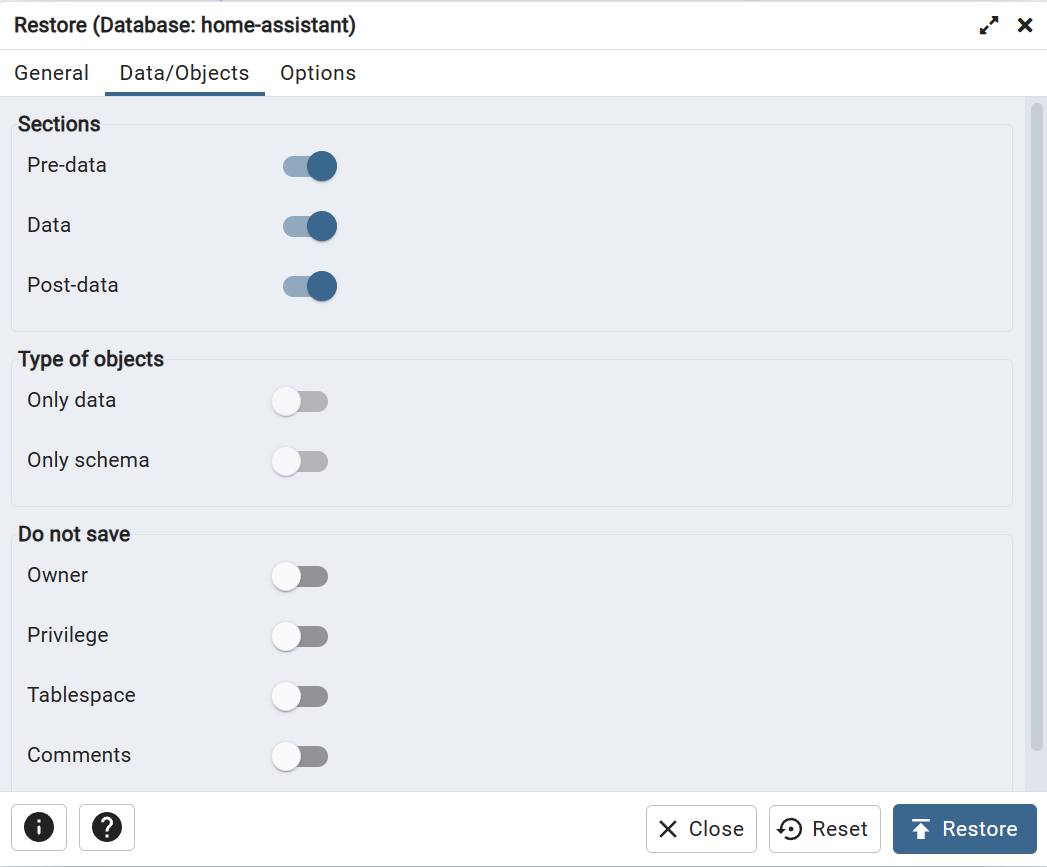 Restore (Database: home-assistant)
General Data/Objects Options
Sections
Pre-data
Data
Post-data
Type of objects
Only data
Only schema
Do not save
Owner
Privilege
Tablespace
Comments
Close Reset Restore